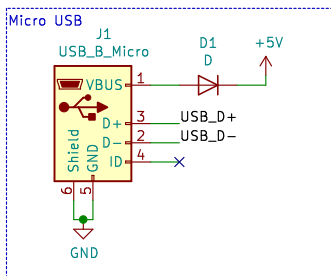 Micro USB
J1
USB_B_Micro
D1
D
+5V
VBUS 1
D+ 3 USB_D+
D- 2 USB_D-
ID 4
Shield
GND
6 5
GND